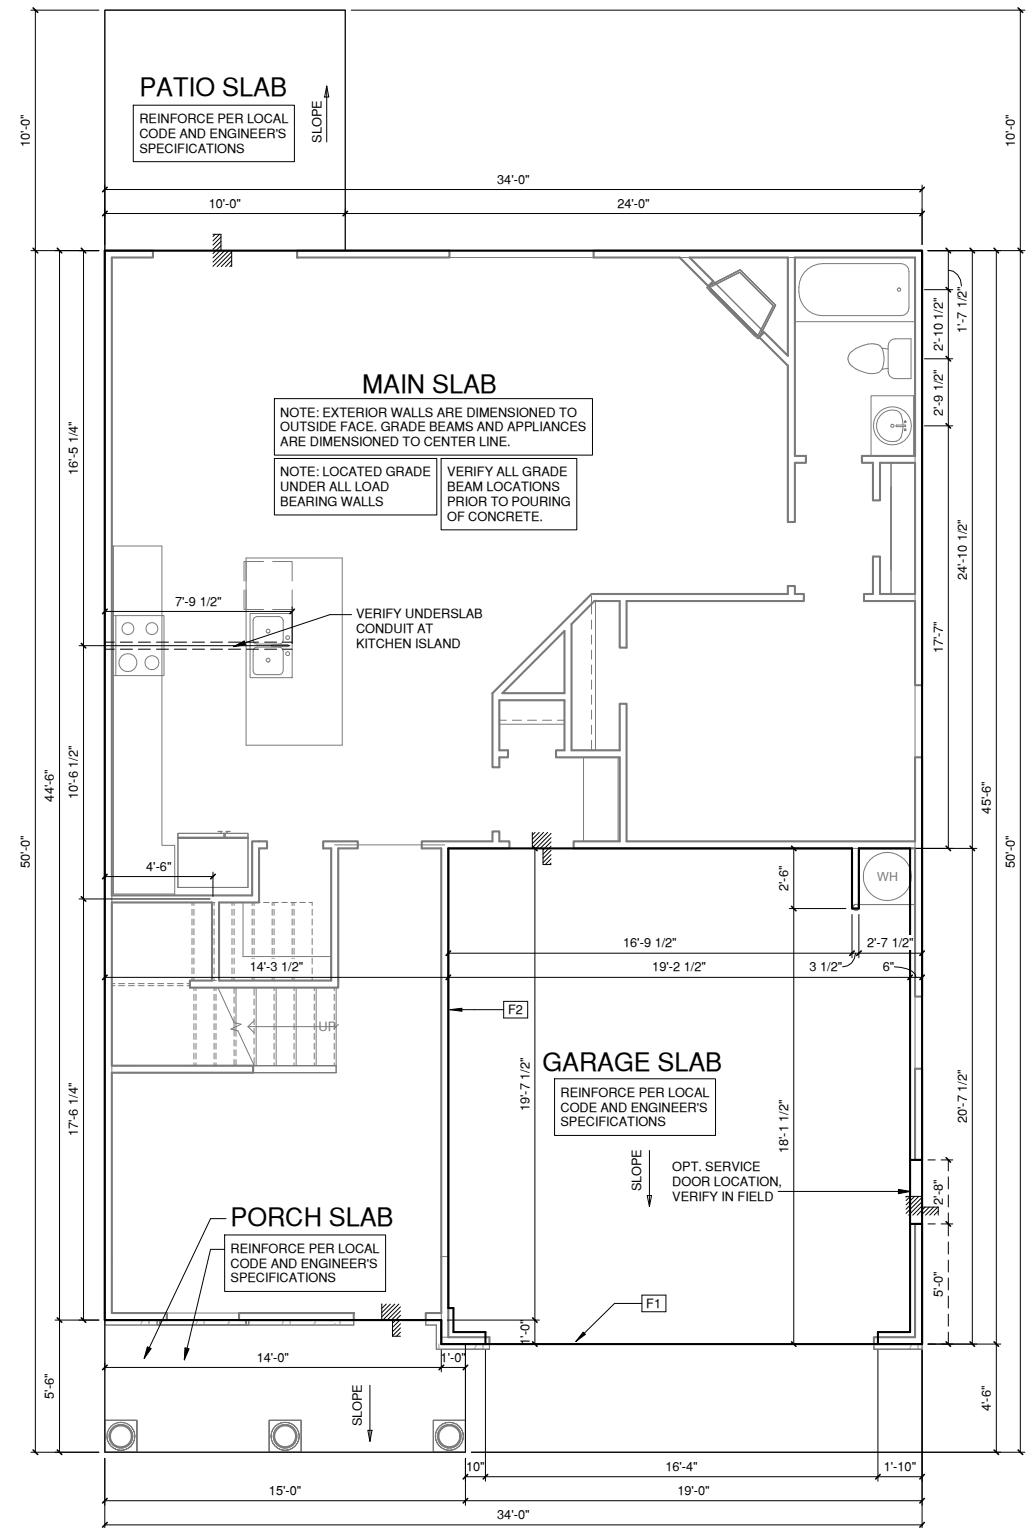 PATIO SLAB
REINFORCE PER LOCAL
CODE AND ENGINEER'S
SPECIFICATIONS
SLOPE
10'-0"
10'-0"
34'-0"
10'-0"
24'-0"
1'-7 1/2"
2'-10 1/2"
2'-9 1/2"
MAIN SLAB
NOTE: EXTERIOR WALLS ARE DIMENSIONED TO
OUTSIDE FACE. GRADE BEAMS AND APPLIANCES
ARE DIMENSIONED TO CENTER LINE.
NOTE: LOCATED GRADE
UNDER ALL LOAD
BEARING WALLS
VERIFY ALL GRADE
BEAM LOCATIONS
PRIOR TO POURING
OF CONCRETE.
16'-5 1/4"
24'-10 1/2"
7'-9 1/2"
VERIFY UNDERSLAB
CONDUIT AT
KITCHEN ISLAND
17'-7"
10'-6 1/2"
44'-6"
50'-0"
45'-6"
50'-0"
4'-6"
2'-6"
WH
16'-9 1/2"
2'-7 1/2"
14'-3 1/2"
19'-2 1/2"
3 1/2"
6"
F2
UP
GARAGE SLAB
REINFORCE PER LOCAL
CODE AND ENGINEER'S
SPECIFICATIONS
19'-7 1/2"
18'-1 1/2"
17'-6 1/4"
20'-7 1/2"
SLOPE
OPT. SERVICE
DOOR LOCATION,
VERIFY IN FIELD
2'-8"
PORCH SLAB
REINFORCE PER LOCAL
CODE AND ENGINEER'S
SPECIFICATIONS
5'-0"
F1
1'-0"
14'-0"
1'-0"
5'-6"
SLOPE
4'-6"
10"
16'-4"
1'-10"
15'-0"
19'-0"
34'-0"